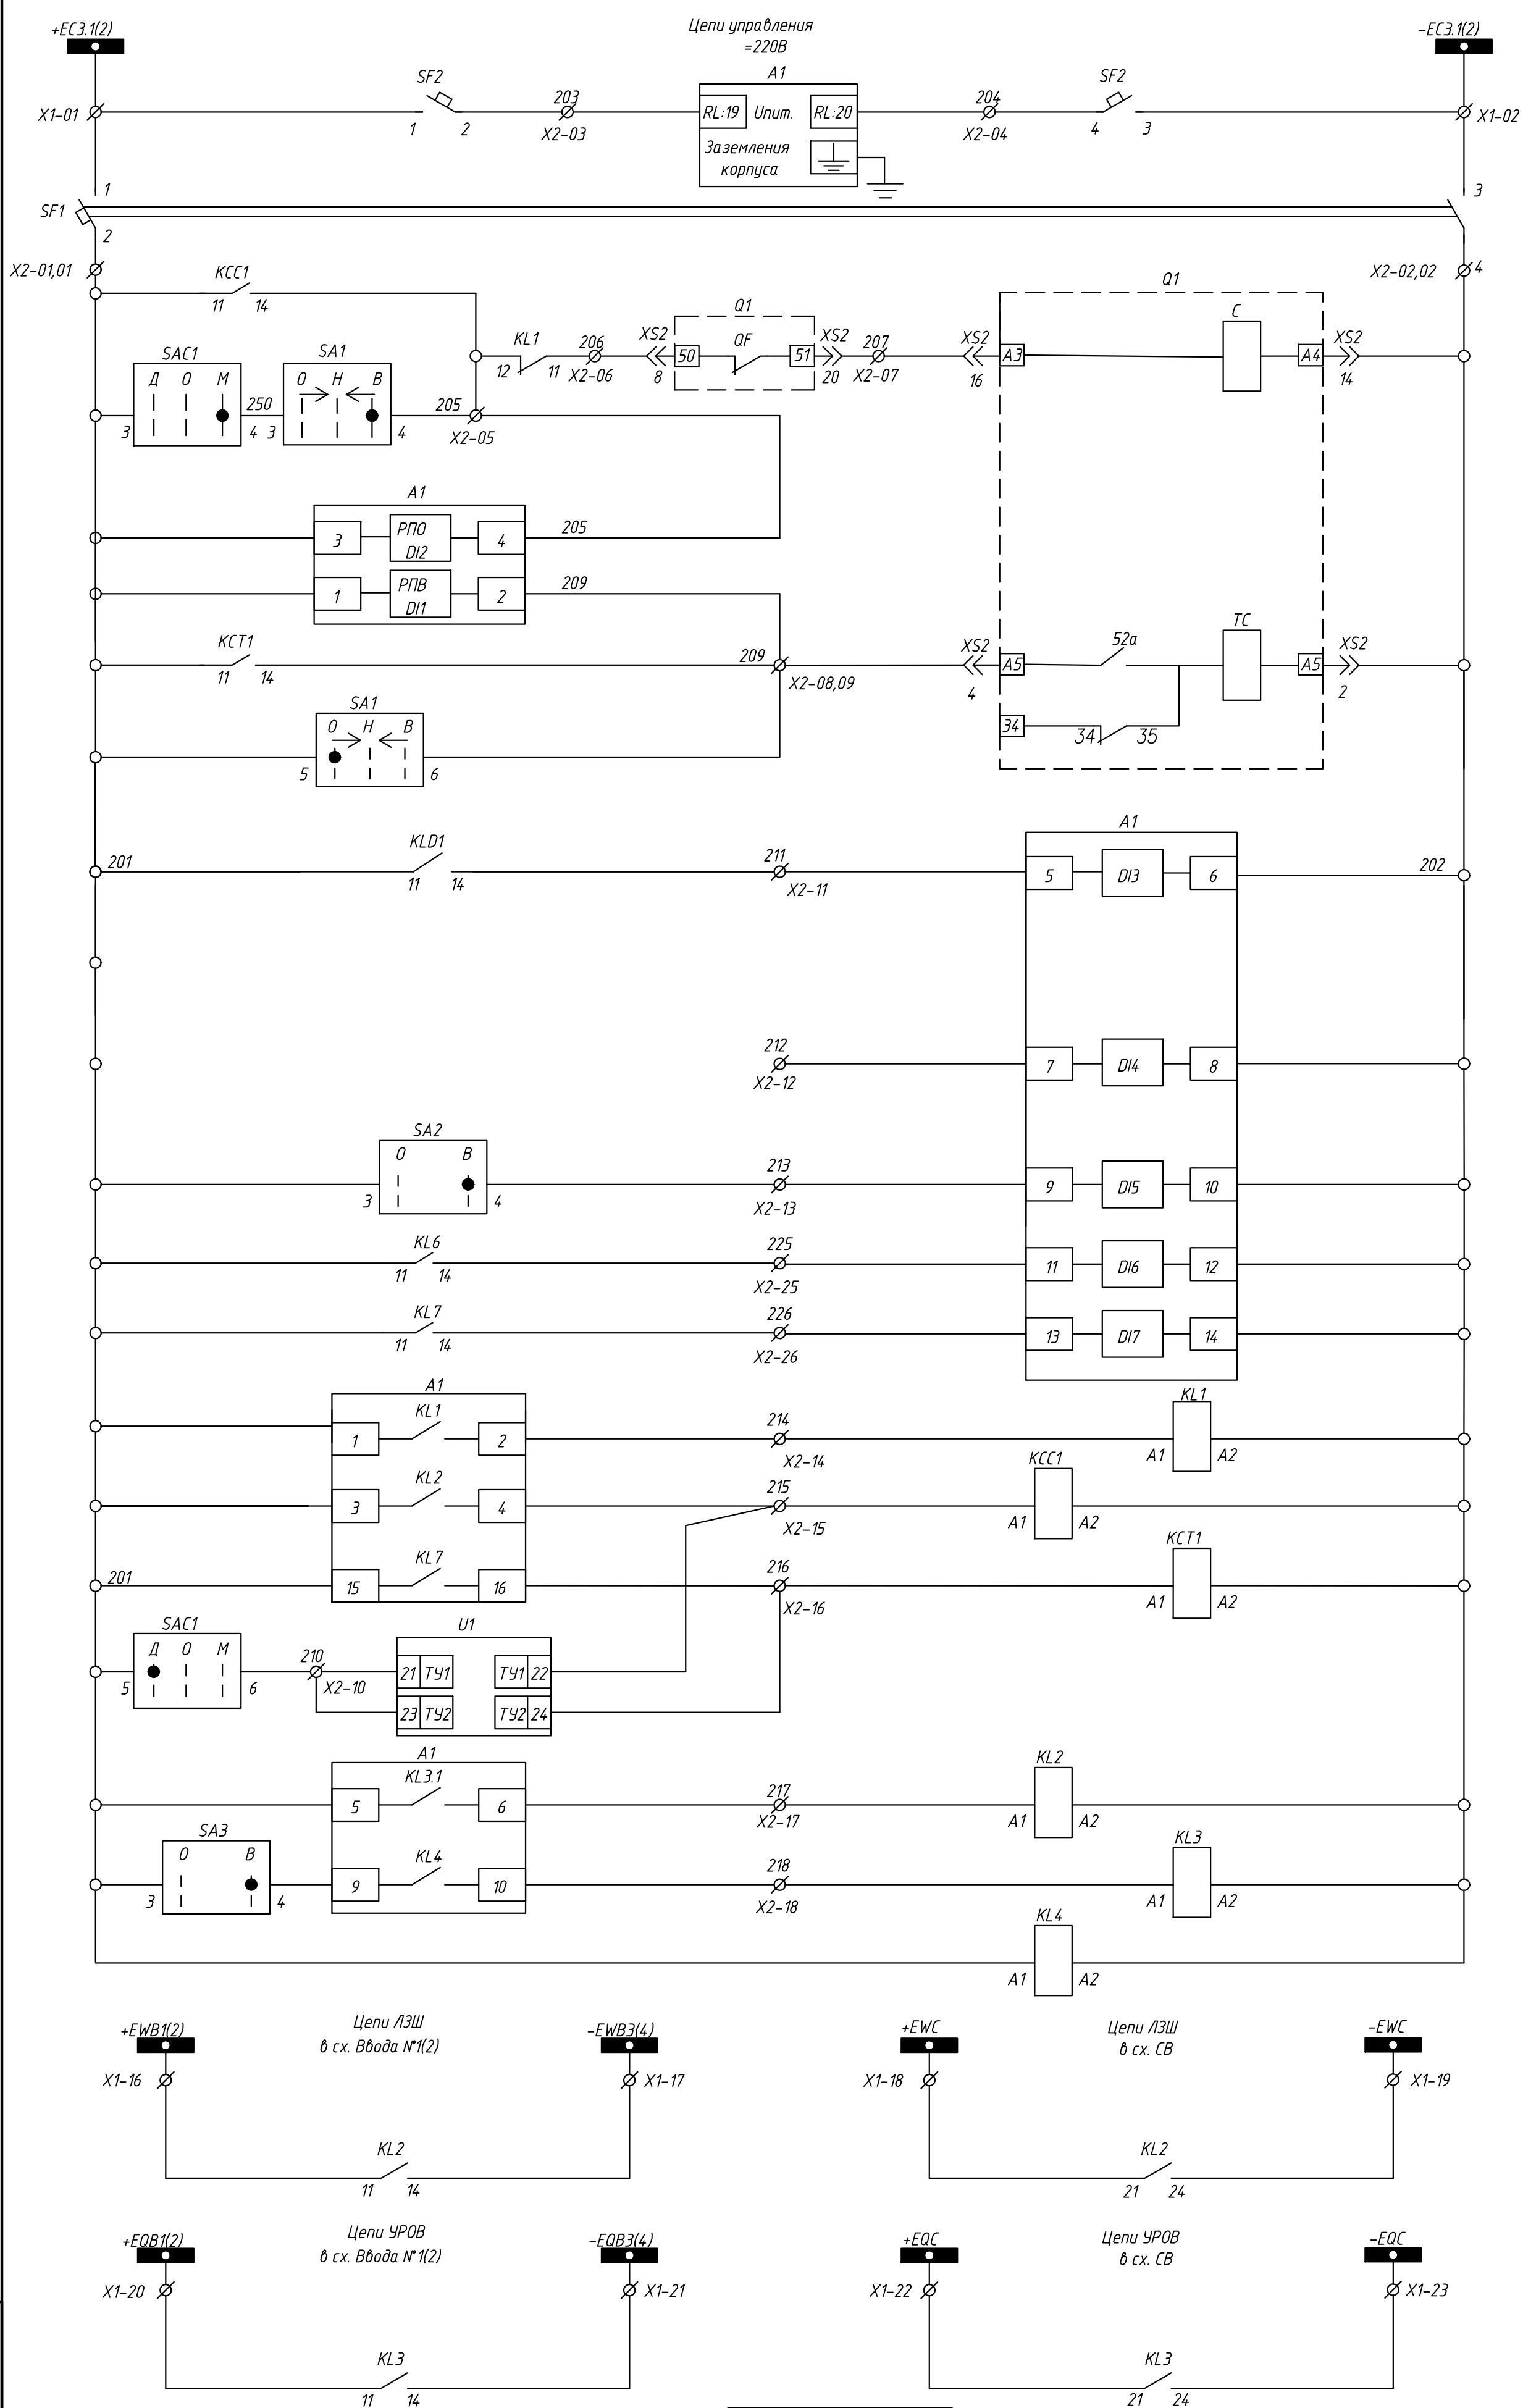 +ЕС3.1(2)
Цепи управления
=220В
-ЕС3.1(2)
SF2
А1
SF2
203
204
X1-01
RL:19
Uпит.
RL:20
X1-02
1
2
X2-03
X2-04
4
3
Заземления
корпуса
1
3
SF1
2
X2-01,01
X2-02,02
4
KCC1
11
14
Q1
Q1
C
KL1
206
XS2
QF
XS2
207
XS2
50
51
A3
A4
12
11
X2-06
8
20
X2-07
16
14
SAC1
SA1
Д
О
М
О
Н
В
250
205
3
4
3
4
X2-05
А1
3
РПО
DI2
4
205
1
РПВ
DI1
2
209
KCT1
11
14
209
X2-08,09
XS2
4
A5
52a
TC
A5
XS2
2
34
34
35
SA1
О
Н
В
5
6
А1
201
KLD1
211
202
11
14
X2-11
5
DI3
6
212
X2-12
7
DI4
8
SA2
О
В
3
4
213
X2-13
9
DI5
10
KL6
225
11
14
X2-25
11
DI6
12
KL7
226
11
14
X2-26
13
DI7
14
А1
KL1
1
KL1
2
214
X2-14
A1
A2
KCC1
3
KL2
4
215
X2-15
A1
A2
KCT1
201
15
KL7
16
216
X2-16
A1
A2
SAC1
Д
О
М
5
6
210
X2-10
U1
21
ТУ1
ТУ1
22
23
ТУ2
ТУ2
24
А1
KL2
5
KL3.1
6
217
X2-17
A1
A2
SA3
О
В
3
4
KL3
9
KL4
10
218
X2-18
A1
A2
KL4
A1
A2
+EWB1(2)
Цепи ЛЗШ
в сх. Ввода №1(2)
-EWB3(4)
+EWC
Цепи ЛЗШ
в сх. СВ
-EWC
X1-16
X1-17
X1-18
X1-19
KL2
11
14
KL2
21
24
+EQB1(2)
Цепи УРОВ
в сх. Ввода №1(2)
-EQB3(4)
+EQC
Цепи УРОВ
в сх. СВ
-EQC
X1-20
X1-21
X1-22
X1-23
KL3
11
14
KL3
21
24